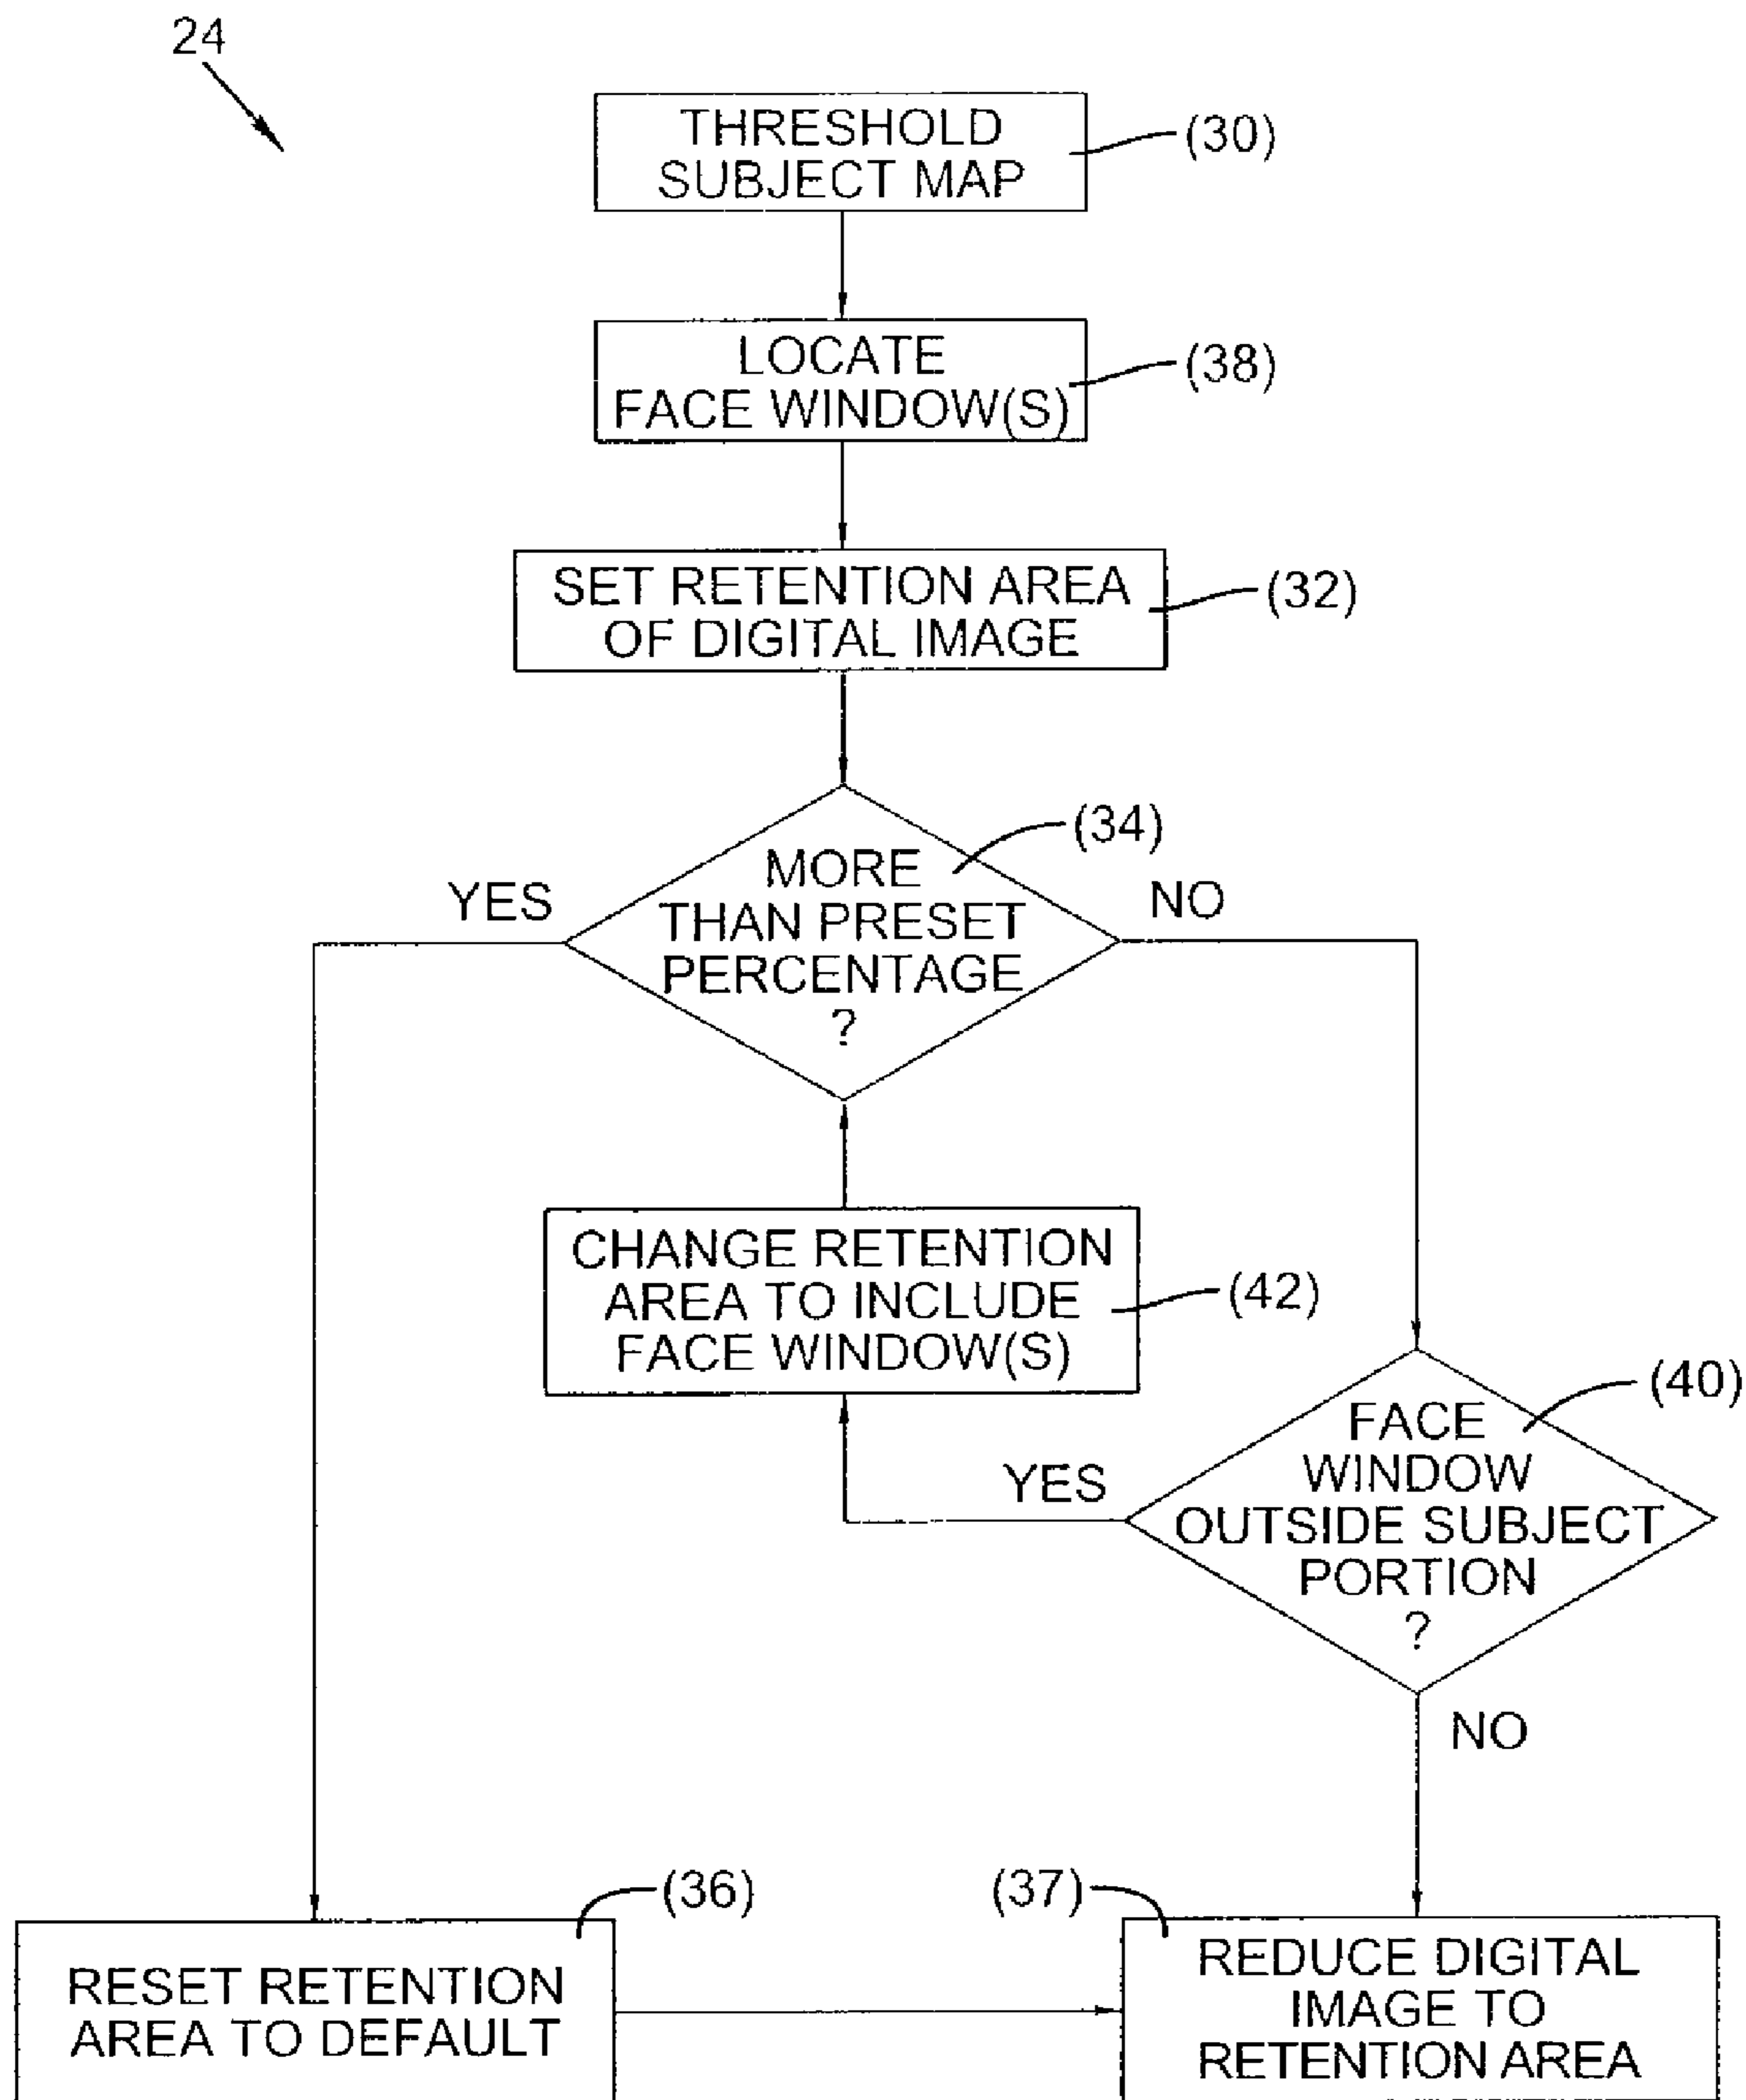 24
THRESHOLD
SUBJECT MAP
(30)
LOCATE
FACE WINDOW(S)
(38)
SET RETENTION AREA
OF DIGITAL IMAGE
(32)
MORE
THAN PRESET
PERCENTAGE
?
(34)
YES
NO
CHANGE RETENTION
AREA TO INCLUDE
FACE WINDOW(S)
(42)
FACE
WINDOW
OUTSIDE SUBJECT
PORTION
?
(40)
YES
NO
RESET RETENTION
AREA TO DEFAULT
(36)
(37)
REDUCE DIGITAL
IMAGE TO
RETENTION AREA